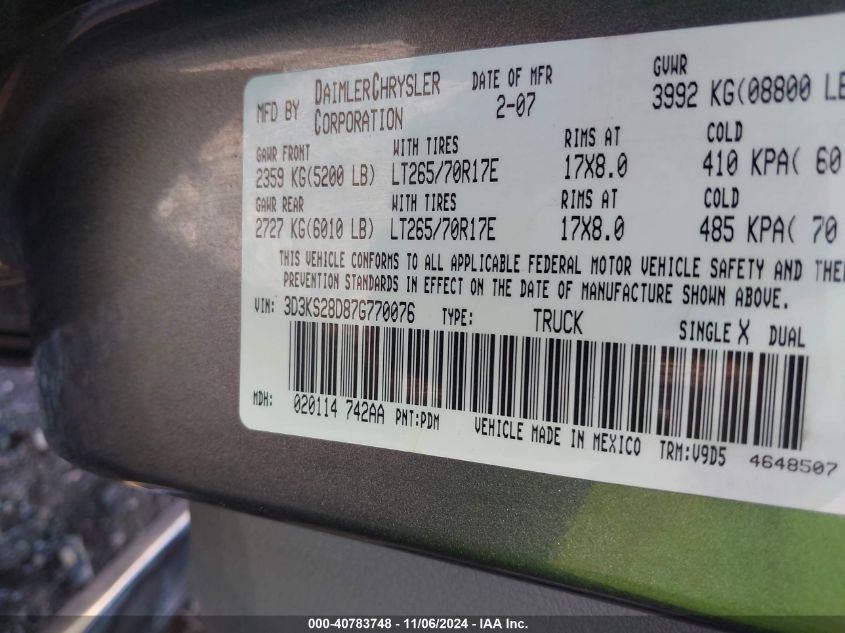 MFD BY DAIMLERCHRYSLER CORPORATION DATE OF MFR 2-07 GVWR 3992 KG(08800 LB
GAWR FRONT WITH TIRES RIMS AT COLD
2359 KG(5200 LB) LT265/70R17E 17X8.0 410 KPA( 60
GAWR REAR WITH TIRES RIMS AT COLD
2727 KG(6010 LB) LT265/70R17E 17X8.0 485 KPA( 70
THIS VEHICLE CONFORMS TO ALL APPLICABLE FEDERAL MOTOR VEHICLE SAFETY AND THE
PREVENTION STANDARDS IN EFFECT ON THE DATE OF MANUFACTURE SHOWN ABOVE.
VIN: 3D3KS28D87G770076 TYPE: TRUCK SINGLE X DUAL
MDH: 020114 742AA PNT:PDM VEHICLE MADE IN MEXICO TRM:V9D5 4648507
000-40783748 - 11/06/2024 - IAA Inc.